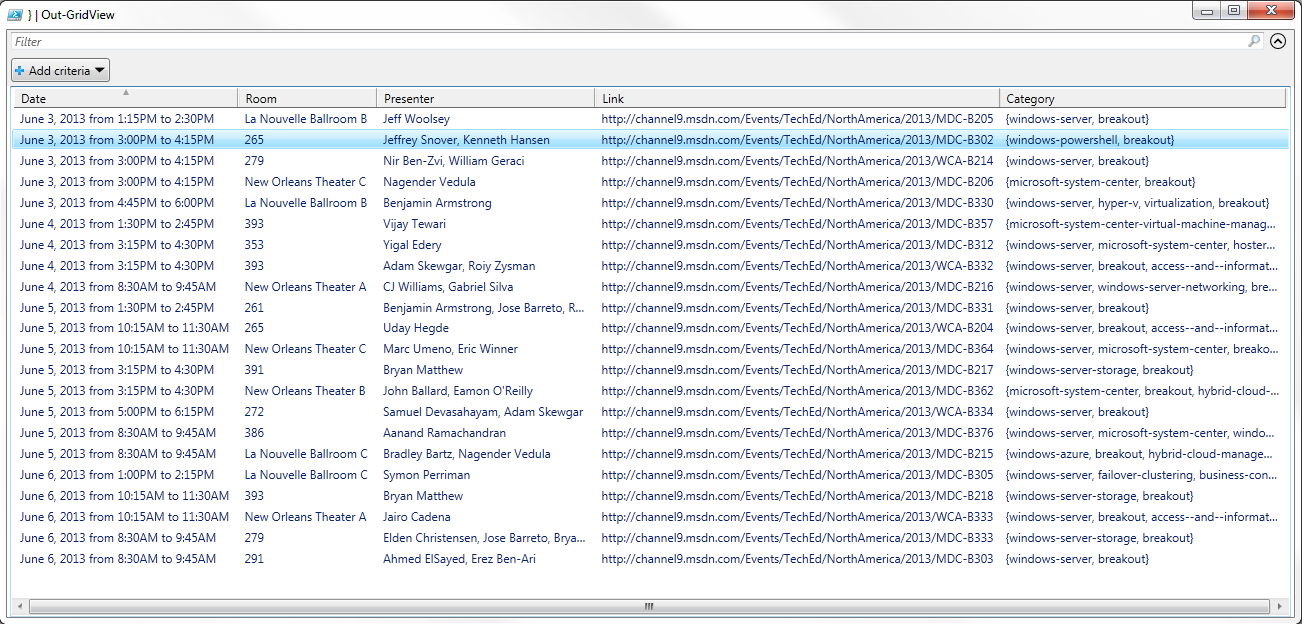 } | Out-GridView
Filter
Add criteria
Date Room Presenter Link Category
June 3, 2013 from 1:15PM to 2:30PM La Nouvelle Ballroom B Jeff Woolsey http://channel9.msdn.com/Events/TechEd/NorthAmerica/2013/MDC-B205 {windows-server, breakout}
June 3, 2013 from 3:00PM to 4:15PM 265 Jeffrey Snover, Kenneth Hansen http://channel9.msdn.com/Events/TechEd/NorthAmerica/2013/MDC-B302 {windows-powershell, breakout}
June 3, 2013 from 3:00PM to 4:15PM 279 Nir Ben-Zvi, William Geraci http://channel9.msdn.com/Events/TechEd/NorthAmerica/2013/WCA-B214 {windows-server, breakout}
June 3, 2013 from 3:00PM to 4:15PM New Orleans Theater C Nagender Vedula http://channel9.msdn.com/Events/TechEd/NorthAmerica/2013/MDC-B206 {microsoft-system-center, breakout}
June 3, 2013 from 4:45PM to 6:00PM La Nouvelle Ballroom B Benjamin Armstrong http://channel9.msdn.com/Events/TechEd/NorthAmerica/2013/MDC-B330 {windows-server, hyper-v, virtualization, breakout}
June 4, 2013 from 1:30PM to 2:45PM 393 Vijay Tewari http://channel9.msdn.com/Events/TechEd/NorthAmerica/2013/MDC-B357 {microsoft-system-center-virtual-machine-manag...
June 4, 2013 from 3:15PM to 4:30PM 353 Yigal Edery http://channel9.msdn.com/Events/TechEd/NorthAmerica/2013/MDC-B312 {windows-server, microsoft-system-center, hoster...
June 4, 2013 from 3:15PM to 4:30PM 393 Adam Skewgar, Roiy Zysman http://channel9.msdn.com/Events/TechEd/NorthAmerica/2013/WCA-B332 {windows-server, breakout, access--and--informat...
June 4, 2013 from 8:30AM to 9:45AM New Orleans Theater A CJ Williams, Gabriel Silva http://channel9.msdn.com/Events/TechEd/NorthAmerica/2013/MDC-B216 {windows-server, windows-server-networking, bre...
June 5, 2013 from 1:30PM to 2:45PM 261 Benjamin Armstrong, Jose Barreto, R... http://channel9.msdn.com/Events/TechEd/NorthAmerica/2013/MDC-B331 {windows-server, breakout}
June 5, 2013 from 10:15AM to 11:30AM 265 Uday Hegde http://channel9.msdn.com/Events/TechEd/NorthAmerica/2013/WCA-B204 {windows-server, breakout, access--and--informat...
June 5, 2013 from 10:15AM to 11:30AM New Orleans Theater C Marc Umeno, Eric Winner http://channel9.msdn.com/Events/TechEd/NorthAmerica/2013/MDC-B364 {windows-server, microsoft-system-center, breako...
June 5, 2013 from 3:15PM to 4:30PM 391 Bryan Matthew http://channel9.msdn.com/Events/TechEd/NorthAmerica/2013/MDC-B217 {windows-server-storage, breakout}
June 5, 2013 from 3:15PM to 4:30PM New Orleans Theater B John Ballard, Eamon O'Reilly http://channel9.msdn.com/Events/TechEd/NorthAmerica/2013/MDC-B362 {microsoft-system-center, breakout, hybrid-cloud-...
June 5, 2013 from 5:00PM to 6:15PM 272 Samuel Devasahayam, Adam Skewgar http://channel9.msdn.com/Events/TechEd/NorthAmerica/2013/WCA-B334 {windows-server, breakout}
June 5, 2013 from 8:30AM to 9:45AM 386 Aanand Ramachandran http://channel9.msdn.com/Events/TechEd/NorthAmerica/2013/MDC-B376 {windows-server, microsoft-system-center, windo...
June 5, 2013 from 8:30AM to 9:45AM La Nouvelle Ballroom C Bradley Bartz, Nagender Vedula http://channel9.msdn.com/Events/TechEd/NorthAmerica/2013/MDC-B215 {windows-azure, breakout, hybrid-cloud-manage...
June 6, 2013 from 1:00PM to 2:15PM La Nouvelle Ballroom C Symon Perriman http://channel9.msdn.com/Events/TechEd/NorthAmerica/2013/MDC-B305 {windows-server, failover-clustering, business-con...
June 6, 2013 from 10:15AM to 11:30AM 393 Bryan Matthew http://channel9.msdn.com/Events/TechEd/NorthAmerica/2013/MDC-B218 {windows-server-storage, breakout}
June 6, 2013 from 10:15AM to 11:30AM New Orleans Theater A Jairo Cadena http://channel9.msdn.com/Events/TechEd/NorthAmerica/2013/WCA-B333 {windows-server, breakout, access--and--informat...
June 6, 2013 from 8:30AM to 9:45AM 279 Elden Christensen, Jose Barreto, Brya... http://channel9.msdn.com/Events/TechEd/NorthAmerica/2013/MDC-B333 {windows-server-storage, breakout}
June 6, 2013 from 8:30AM to 9:45AM 291 Ahmed ElSayed, Erez Ben-Ari http://channel9.msdn.com/Events/TechEd/NorthAmerica/2013/MDC-B303 {windows-server, breakout}